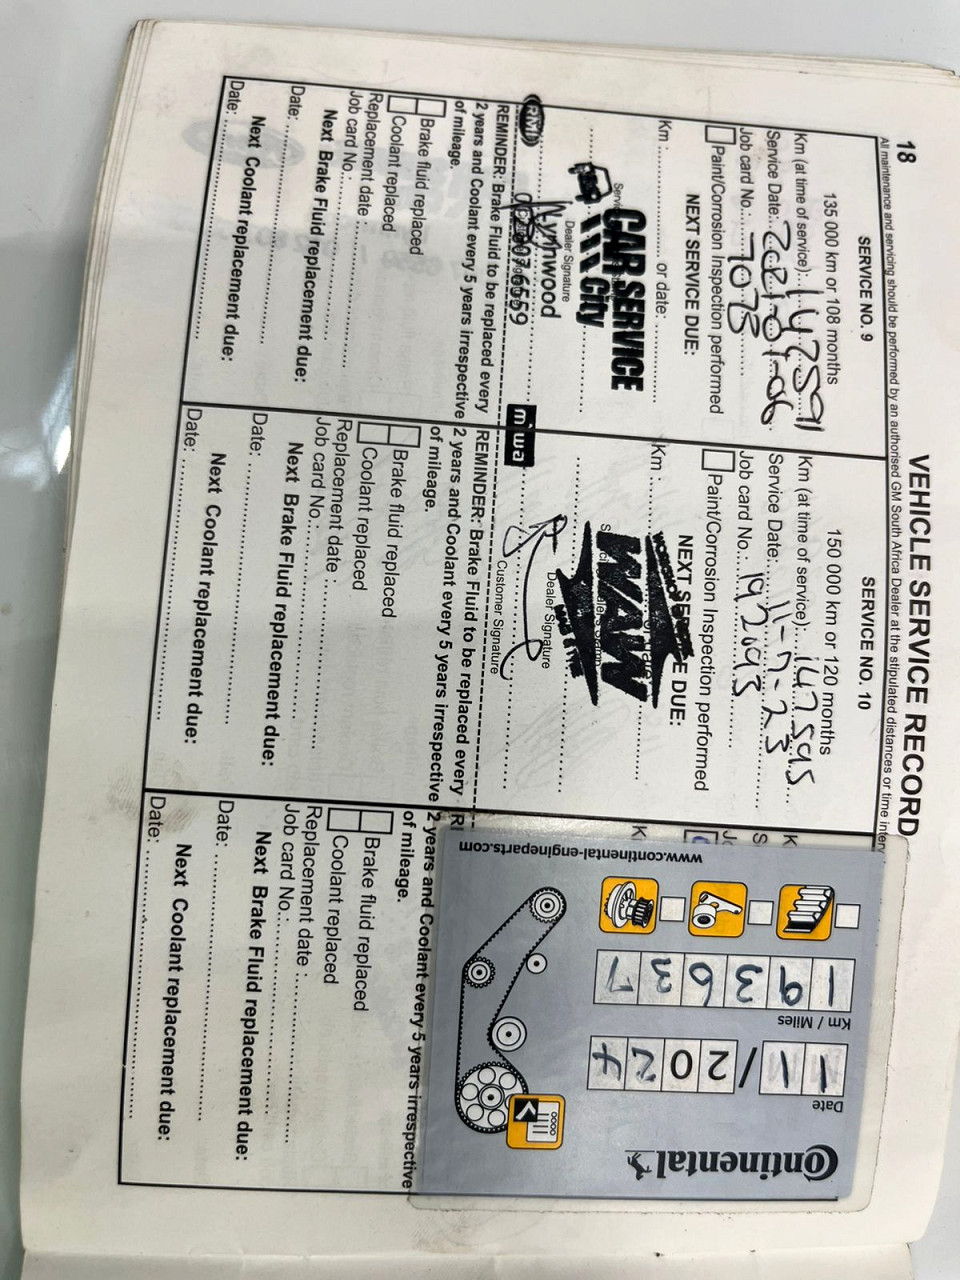 18
VEHICLE SERVICE RECORD
All maintenance and servicing should be performed by an authorised GM South Africa Dealer at the stipulated distances or time interv
SERVICE NO. 9
135 000 km or 108 months
Km (at time of service): 147591
Service Date: 2021-01-06
Job card No.: 7078
Paint/Corrosion Inspection performed
NEXT SERVICE DUE:
Km ............ or date: ............
CAR SERVICE
City
Dealer Signature
Lynnwood
RMI
REMINDER: Brake Fluid to be replaced every
2 years and Coolant every 5 years irrespective
of mileage.
Brake fluid replaced
Coolant replaced
Replacement date :
Job card No.
Next Brake Fluid replacement due:
Date:
Next Coolant replacement due:
Date:
SERVICE NO. 10
150 000 km or 120 months
Km (at time of service): 147595
Service Date: 11-7-23
Job card No.: 192093
Paint/Corrosion Inspection performed
NEXT SERVICE DUE:
Km :
WAW
Dealer Signature
Customer Signature
miwa
REMINDER: Brake Fluid to be replaced every
2 years and Coolant every 5 years irrespective
of mileage.
Brake fluid replaced
Coolant replaced
Replacement date :
Job card No.:
Next Brake Fluid replacement due:
Date:
Next Coolant replacement due:
Date:
2 years and Coolant every 5 years irrespective
of mileage.
Brake fluid replaced
Coolant replaced
Replacement date :
Job card No.:
Next Brake Fluid replacement due:
Date:
Next Coolant replacement due:
Date:
Continental
Date
11/2024
Km / Miles
193637
www.continental-engineparts.com